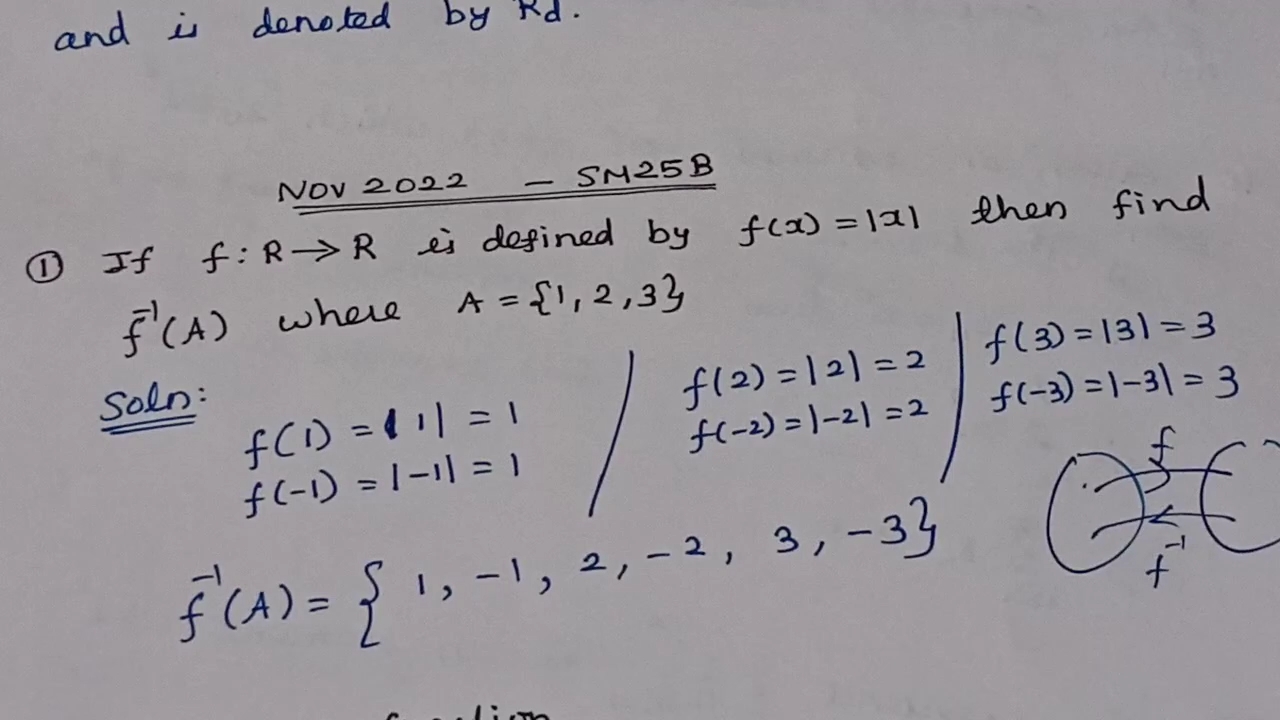 and is denoted by Rd.
NOV 2022 - SM25B
① If f: R → R is defined by f(x) = |x| then find
f⁻¹(A) where A = {1, 2, 3}
Soln:
f(1) = |1| = 1
f(-1) = |-1| = 1
f(2) = |2| = 2
f(-2) = |-2| = 2
f(3) = |3| = 3
f(-3) = |-3| = 3
f
f⁻¹
f⁻¹(A) = { 1, -1, 2, -2, 3, -3}